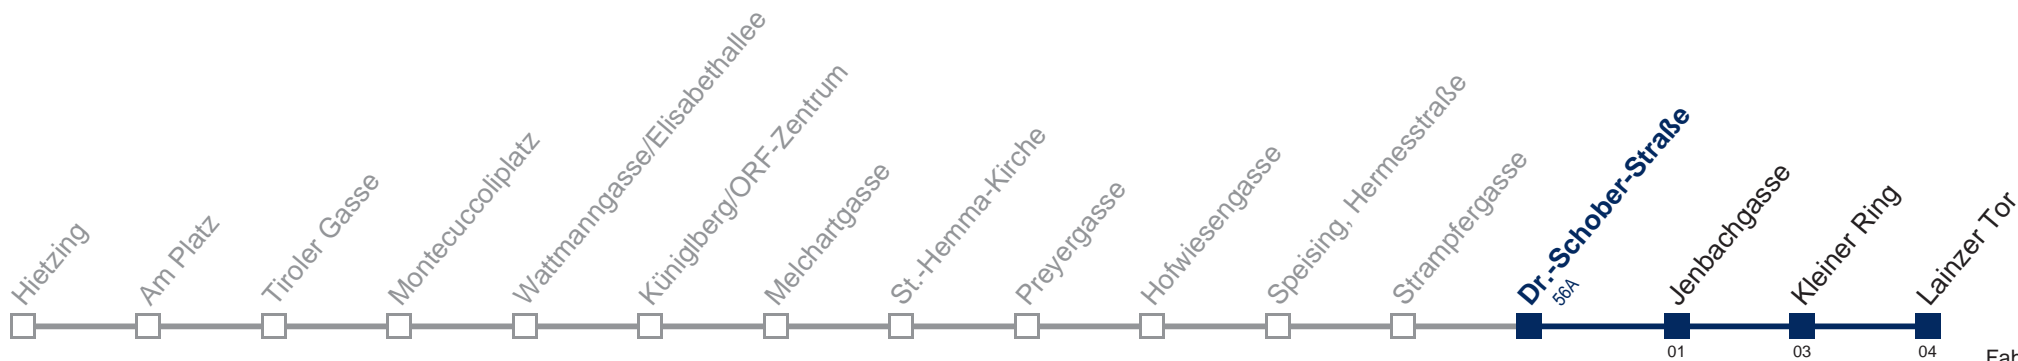 Hietzing
Am Platz
Tiroler Gasse
Montecuccoliplatz
Wattmanngasse/Elisabethallee
Küniglberg/ORF-Zentrum
Melchartgasse
St.-Hemma-Kirche
Preyergasse
Hofwiesengasse
Speising, Hermesstraße
Strampfergasse
Dr.-Schober-Straße
56A
Jenbachgasse
Kleiner Ring
Lainzer Tor
01
03
04
Fah